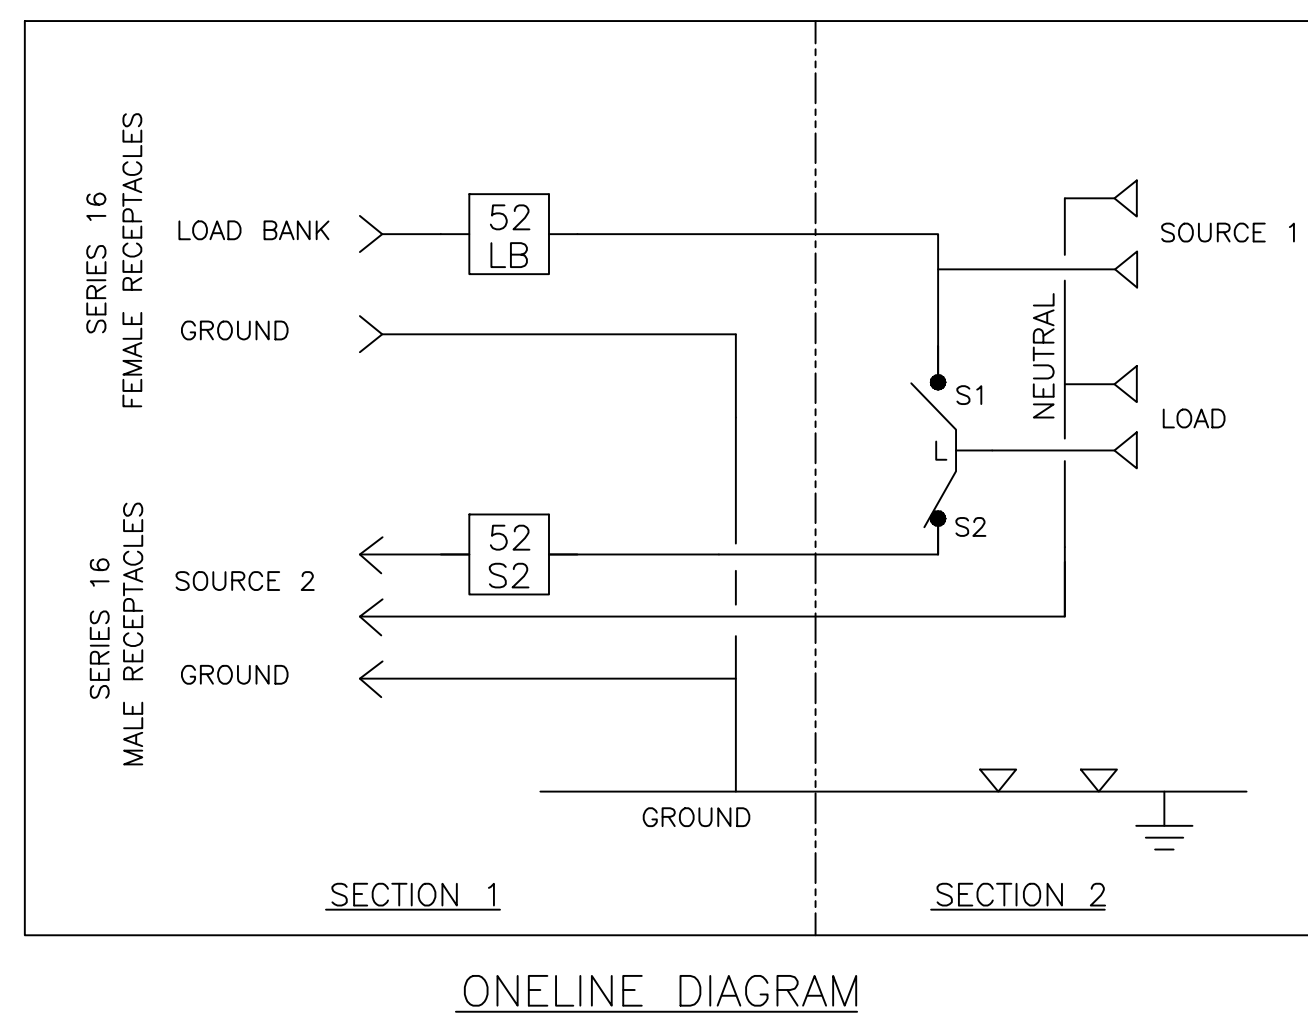 SERIES 16
FEMALE RECEPTACLES
LOAD BANK
52
LB
GROUND
SOURCE 1
NEUTRAL
S1
LOAD
L
S2
SERIES 16
MALE RECEPTACLES
SOURCE 2
52
S2
GROUND
GROUND
SECTION 1
SECTION 2
ONELINE DIAGRAM